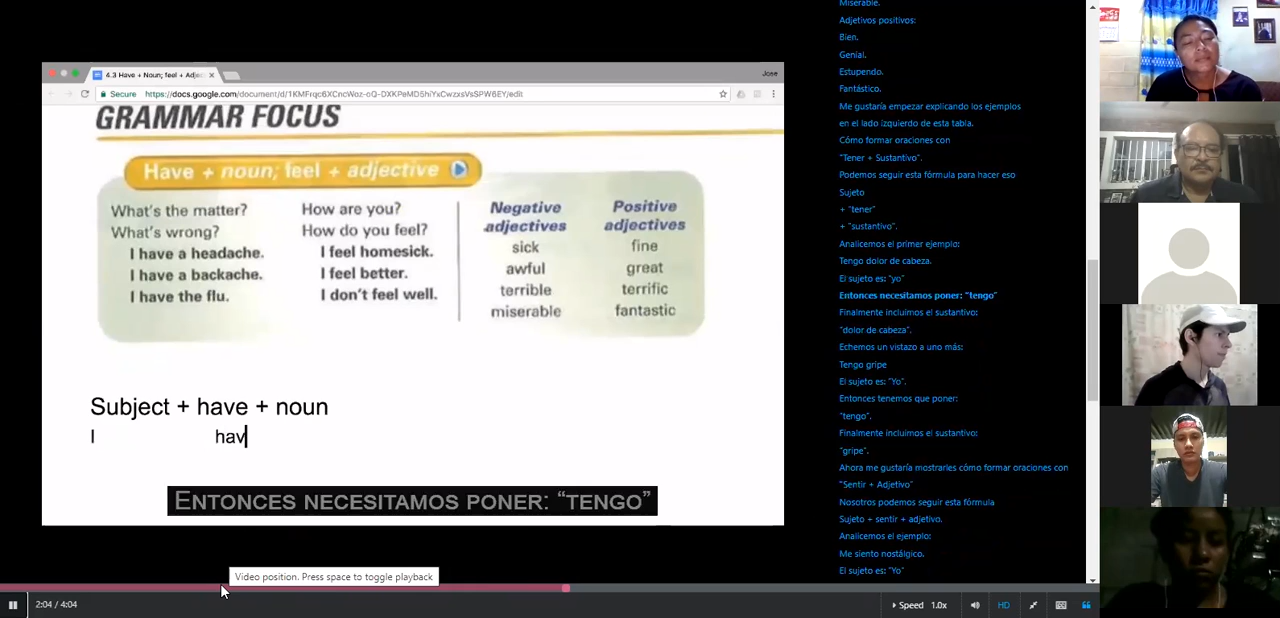 4.3 Have + Noun; feel + Adje
Jose
Secure
https://docs.google.com/document/d/1KMFrqc6XCncWoz-oQ-DXKPeMD5hiYxCwzxsVsSPW6EY/edit
GRAMMAR FOCUS
Have + noun; feel + adjective
What's the matter?
What's wrong?
I have a headache.
I have a backache.
I have the flu.
How are you?
How do you feel?
I feel homesick.
I feel better.
I don't feel well.
Negative
adjectives
sick
awful
terrible
miserable
Positive
adjectives
fine
great
terrific
fantastic
Subject + have + noun
I hav
ENTONCES NECESITAMOS PONER: "TENGO"
Video position. Press space to toggle playback
2:04 / 4:04
Speed 1.0x
HD
Miserable.
Adjetivos positivos:
Bien.
Genial.
Estupendo.
Fantástico.
Me gustaría empezar explicando los ejemplos
en el lado izquierdo de esta tabla.
Cómo formar oraciones con
"Tener + Sustantivo".
Podemos seguir esta fórmula para hacer eso
Sujeto
+ "tener"
+ "sustantivo".
Analicemos el primer ejemplo:
Tengo dolor de cabeza.
El sujeto es: "yo"
Entonces necesitamos poner: "tengo"
Finalmente incluimos el sustantivo:
"dolor de cabeza".
Echemos un vistazo a uno más:
Tengo gripe
El sujeto es: "Yo".
Entonces tenemos que poner:
"tengo".
Finalmente incluimos el sustantivo:
"gripe".
Ahora me gustaría mostrarles cómo formar oraciones con
"Sentir + Adjetivo"
Nosotros podemos seguir esta fórmula
Sujeto + sentir + adjetivo.
Analicemos el ejemplo:
Me siento nostálgico.
El sujeto es: "Yo"